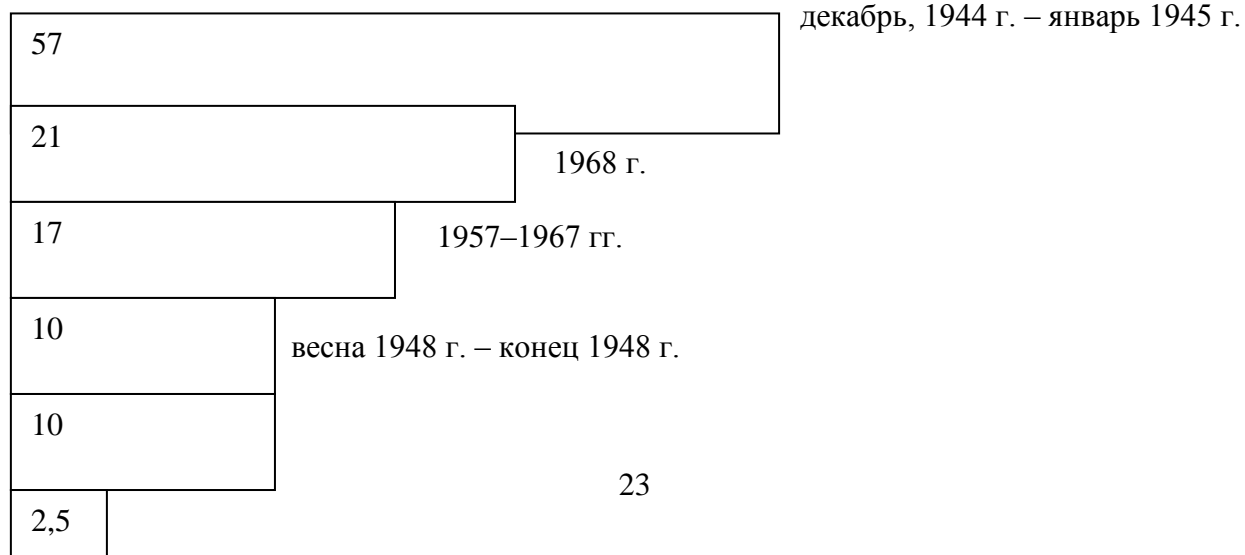 декабрь, 1944 г. – январь 1945 г.
57
21
1968 г.
17
1957–1967 гг.
10
весна 1948 г. – конец 1948 г.
10
23
2,5